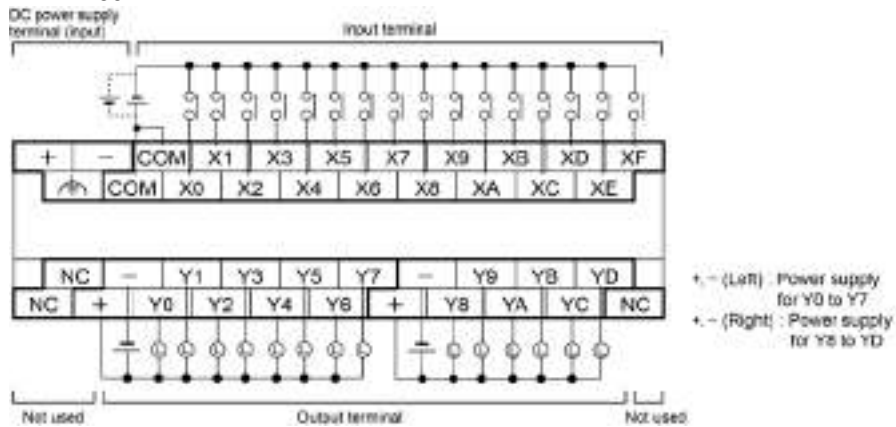 DC power supply
terminal (input)
Input terminal
+ - COM X1 X3 X5 X7 X9 XB XD XF
COM X0 X2 X4 X6 X8 XA XC XE
NC - Y1 Y3 Y5 Y7 - Y9 YB YD
NC + Y0 Y2 Y4 Y6 + Y8 YA YC NC
L L L L L L L L L L L L L L
+, - (Left) : Power supply
for Y0 to Y7
+, - (Right) : Power supply
for Y8 to YD
Not used
Output terminal
Not used